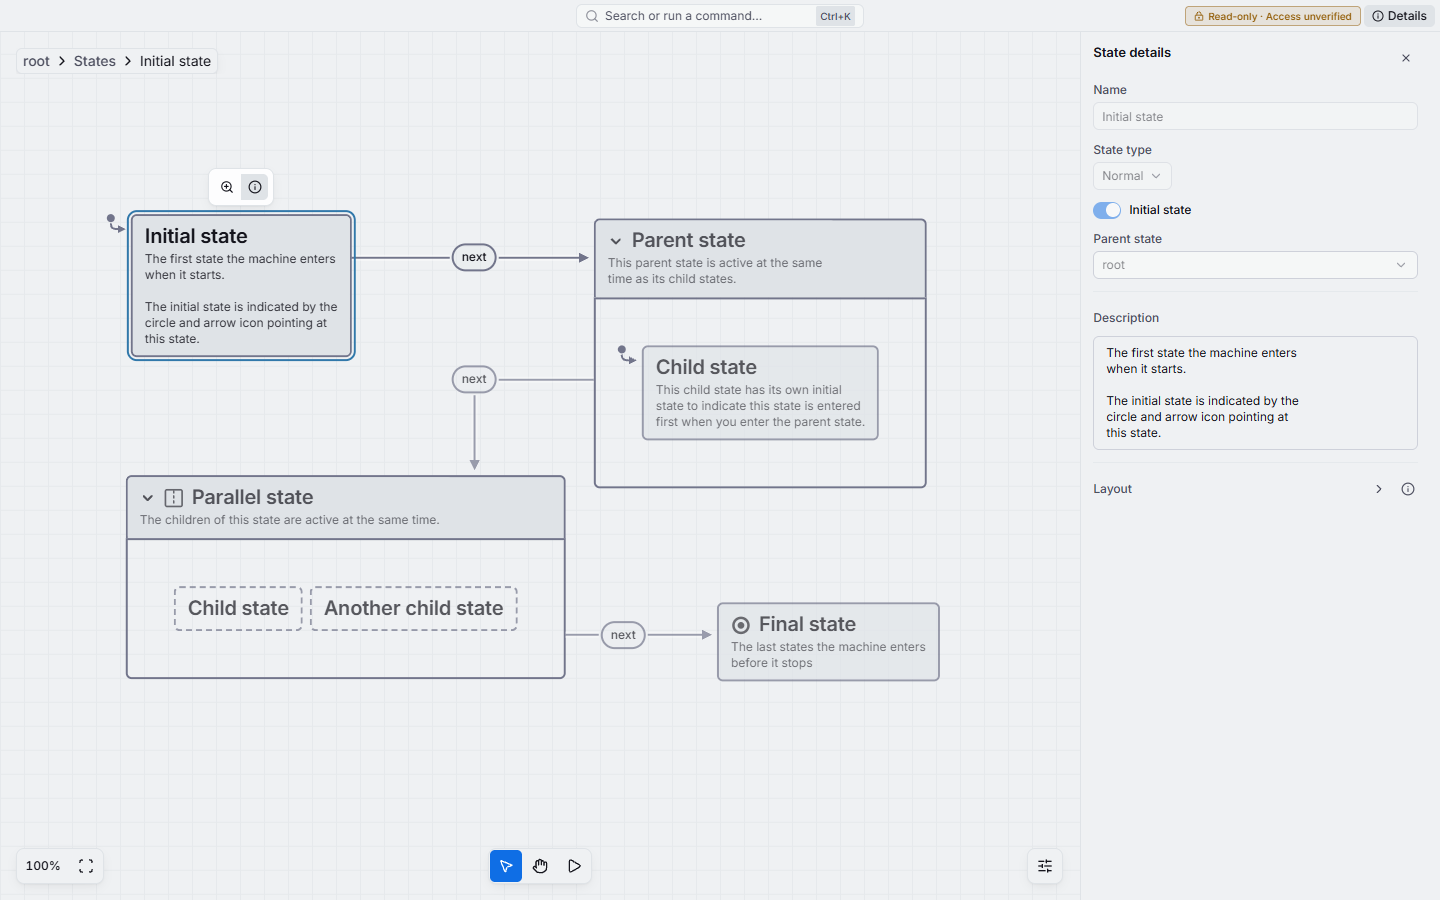 Search or run a command...
Ctrl+K
Read-only · Access unverified
Details
root > States > Initial state
Initial state
The first state the machine enters
when it starts.
The initial state is indicated by the
circle and arrow icon pointing at
this state.
next
Parent state
This parent state is active at the same
time as its child states.
Child state
This child state has its own initial
state to indicate this state is entered
first when you enter the parent state.
next
Parallel state
The children of this state are active at the same time.
Child state
Another child state
next
Final state
The last states the machine enters
before it stops
100%
State details
Name
Initial state
State type
Normal
Initial state
Parent state
root
Description
The first state the machine enters
when it starts.
The initial state is indicated by the
circle and arrow icon pointing at
this state.
Layout